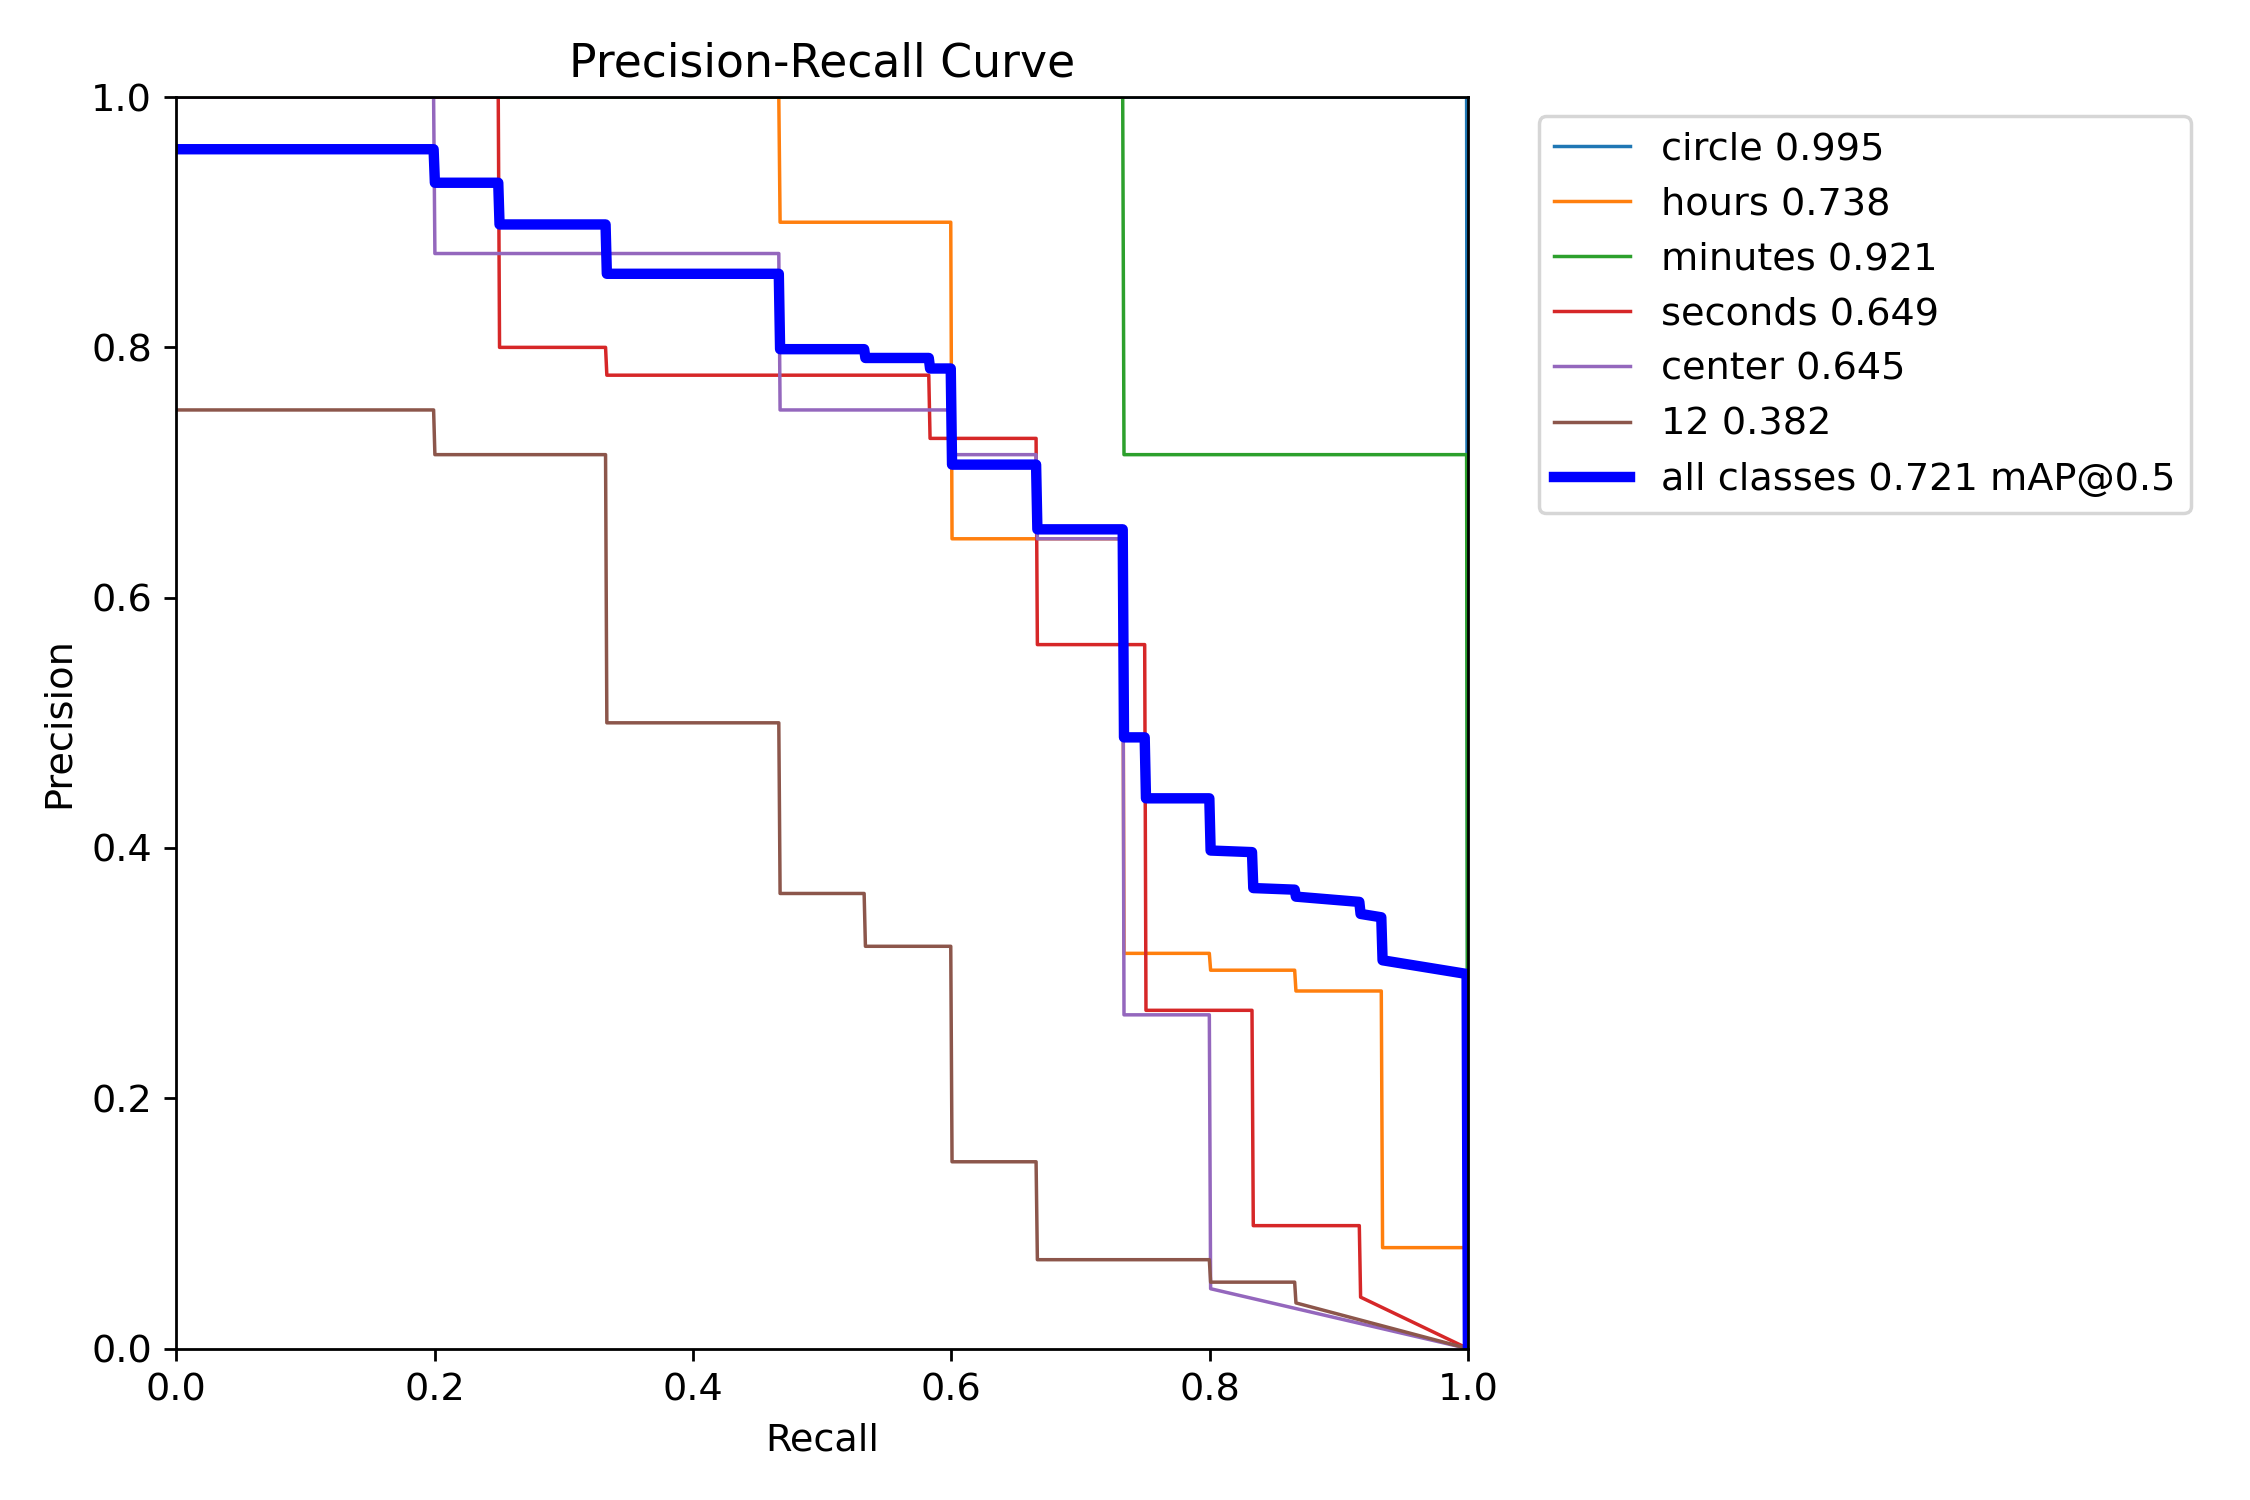 Precision-Recall Curve
1.0
0.8
0.6
0.4
0.2
0.0
Precision
0.0 0.2 0.4 0.6 0.8 1.0
Recall
circle 0.995
hours 0.738
minutes 0.921
seconds 0.649
center 0.645
12 0.382
all classes 0.721 mAP@0.5